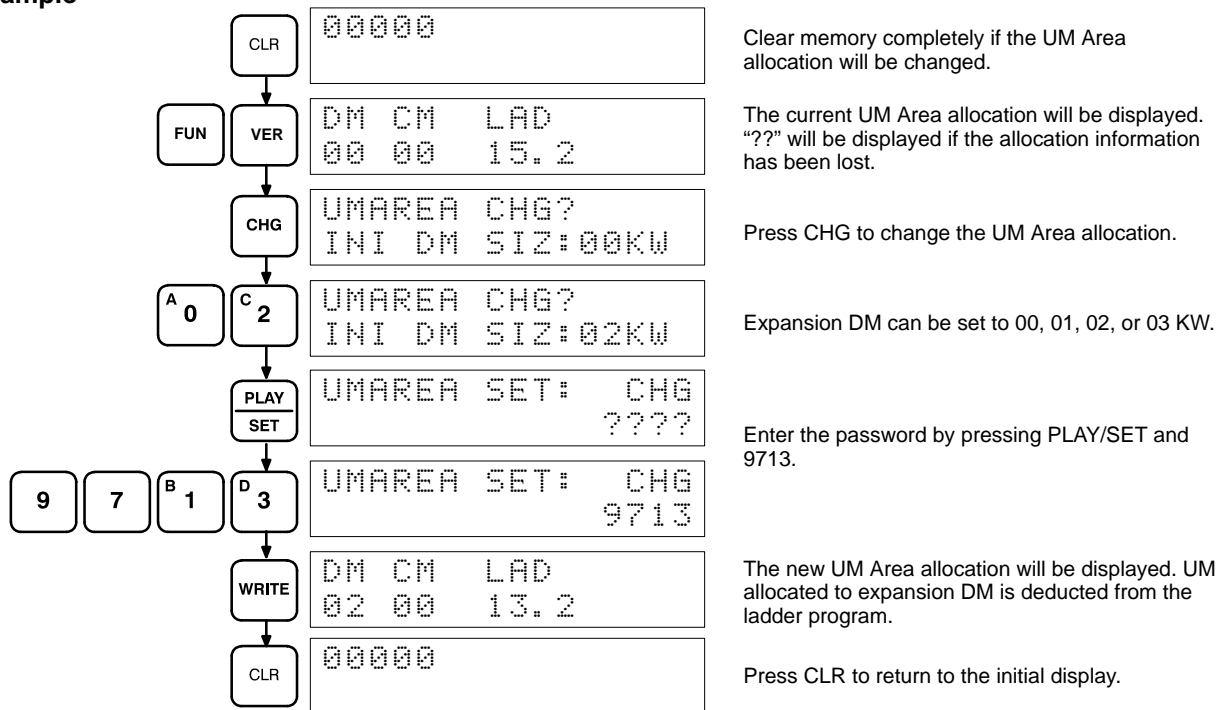 ample
CLR
00000
Clear memory completely if the UM Area
allocation will be changed.
FUN VER
DM CM LAD
00 00 15.2
The current UM Area allocation will be displayed.
“??” will be displayed if the allocation information
has been lost.
CHG
UMAREA CHG?
INI DM SIZ:00KW
Press CHG to change the UM Area allocation.
A 0 C 2
UMAREA CHG?
INI DM SIZ:02KW
Expansion DM can be set to 00, 01, 02, or 03 KW.
PLAY
SET
UMAREA SET: CHG
????
Enter the password by pressing PLAY/SET and
9713.
9 7 B 1 D 3
UMAREA SET: CHG
9713
WRITE
DM CM LAD
02 00 13.2
The new UM Area allocation will be displayed. UM
allocated to expansion DM is deducted from the
ladder program.
CLR
00000
Press CLR to return to the initial display.